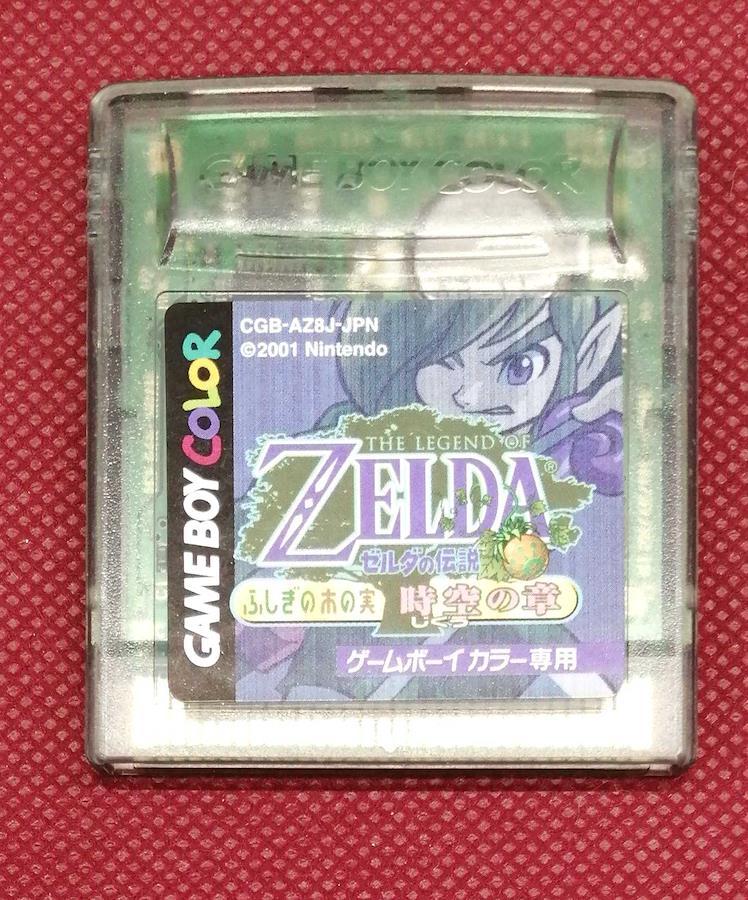 GAME BOY COLOR
CGB-AZ8J-JPN
©2001 Nintendo
GAME BOY COLOR
THE LEGEND OF
ZELDA®
ゼルダの伝説
ふしぎの木の実 時空の章
じくう
ゲームボーイカラー専用